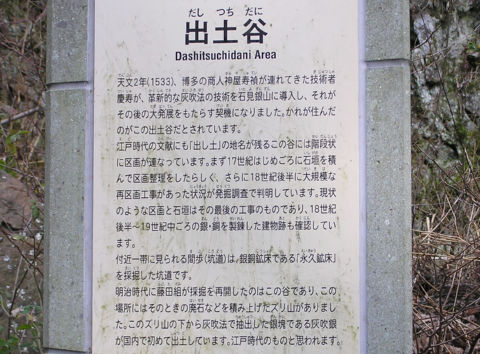 だし つち だに
出土谷
Dashitsuchidani Area
天文2年(1533)、博多の商人神屋寿禎が連れてきた技術者
慶寿が、革新的な灰吹法の技術を石見銀山に導入し、それが
その後の大発展をもたらす契機になりました。かれが住んだ
のがこの出土谷だとされています。
江戸時代の文献にも「出し土」の地名が残るこの谷には階段状
に区画が連なっています。まず17世紀はじめごろに石垣を積
んで区画整理をしたらしく、さらに18世紀後半に大規模な
再区画工事があった状況が発掘調査で判明しています。現状
のような区画と石垣はその最後の工事のものであり、18世紀
後半～19世紀中ごろの銀・銅を製錬した建物跡も確認してい
ます。
付近一帯に見られる間歩(坑道)は、銀銅鉱床である「永久鉱床」
を採掘した坑道です。
明治時代に藤田組が採掘を再開したのはこの谷であり、この
場所にはそのときの廃石などを積み上げたズリ山がありまし
た。このズリ山の下から灰吹法で抽出した銀塊である灰吹銀
が国内で初めて出土しています。江戸時代のものと思われます。